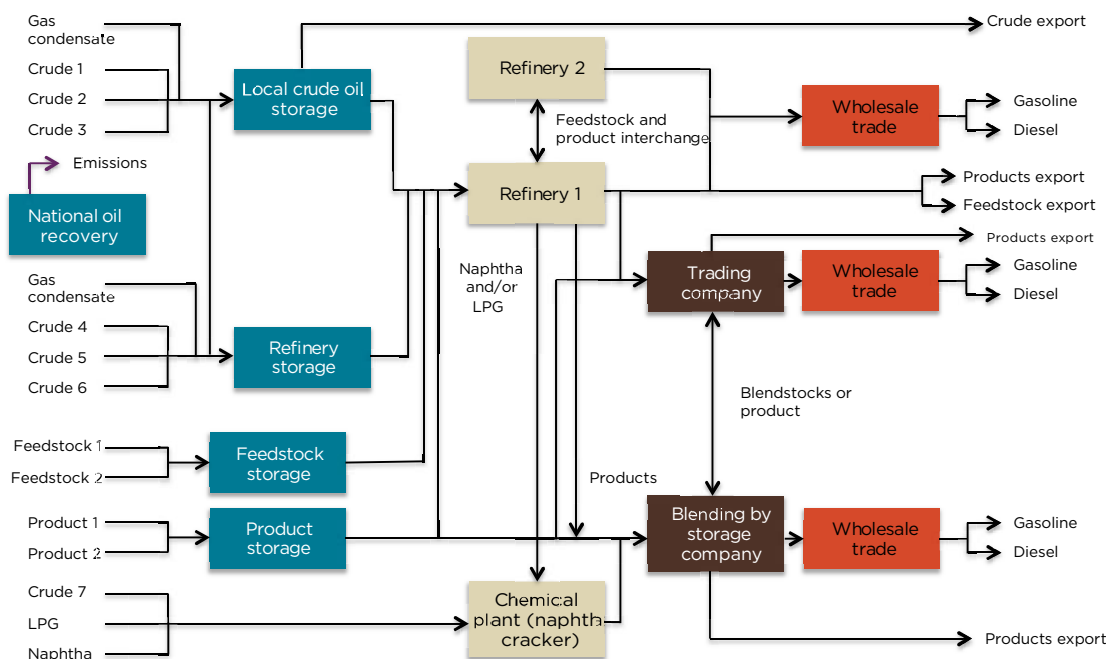 Gas
condensate
Crude 1
Crude 2
Crude 3
Emissions
National oil
recovery
Gas
condensate
Crude 4
Crude 5
Crude 6
Feedstock 1
Feedstock 2
Product 1
Product 2
Crude 7
LPG
Naphtha
Local crude oil
storage
Refinery
storage
Feedstock
storage
Product
storage
Refinery 2
Feedstock and
product interchange
Refinery 1
Naphtha
and/or
LPG
Products
Chemical
plant (naphth
cracker)
Trading
company
Blendstocks or
product
Blending by
storage
company
Wholesale
trade
Wholesale
trade
Wholesale
trade
Crude export
Gasoline
Diesel
Products export
Feedstock export
Products export
Gasoline
Diesel
Gasoline
Diesel
Products export